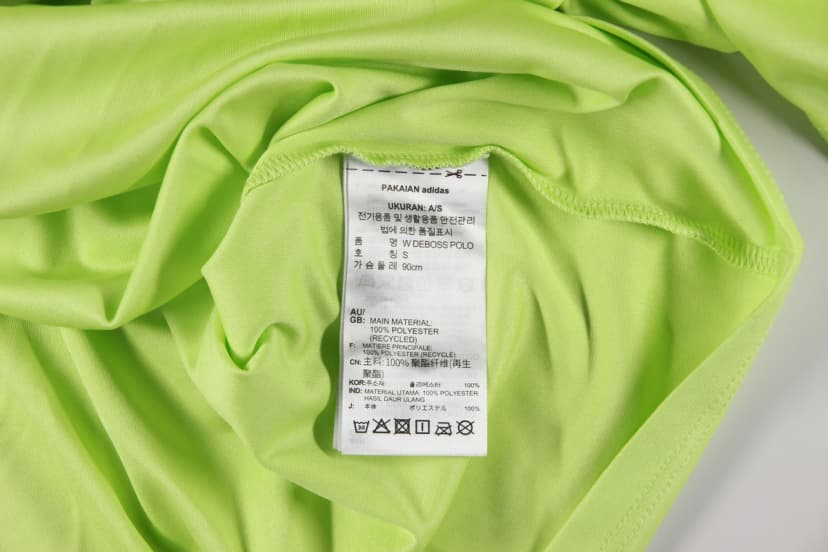 PAKAIAN adidas
UKURAN: A/S
전기용품 및 생활용품 안전관리
법에 의한 품질표시
품 명 W DEBOSS POLO
호 칭 S
가 슴 둘 레 90cm
AU/
GB: MAIN MATERIAL:
100% POLYESTER
(RECYCLED)
F: MATIERE PRINCIPALE:
100% POLYESTER (RECYCLE)
CN: 主料: 100% 聚酯纤维(再生
聚酯)
KOR: 주소재 폴리에스터 100%
IND: MATERIAL UTAMA: 100% POLYESTER
HASIL DAUR ULANG
J: 本体 ポリエステル 100%